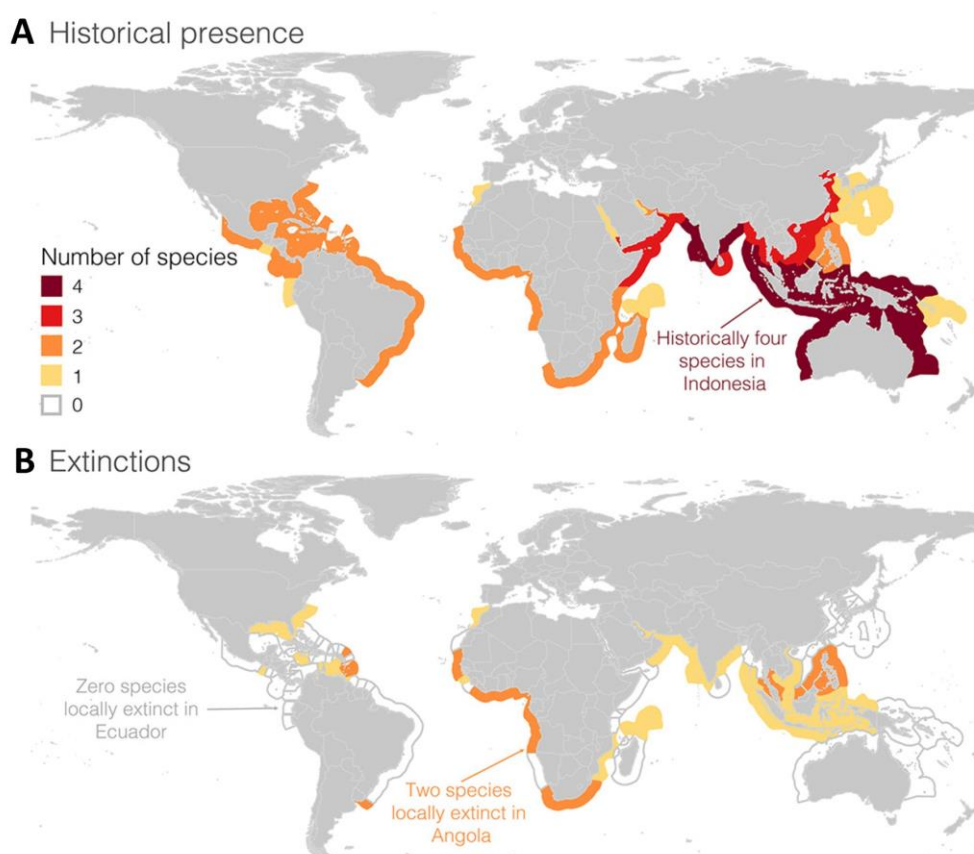 A Historical presence
Number of species
4
3
2
1
0
Historically four
species in
Indonesia
B Extinctions
Zero species
locally extinct in
Ecuador
Two species
locally extinct in
Angola